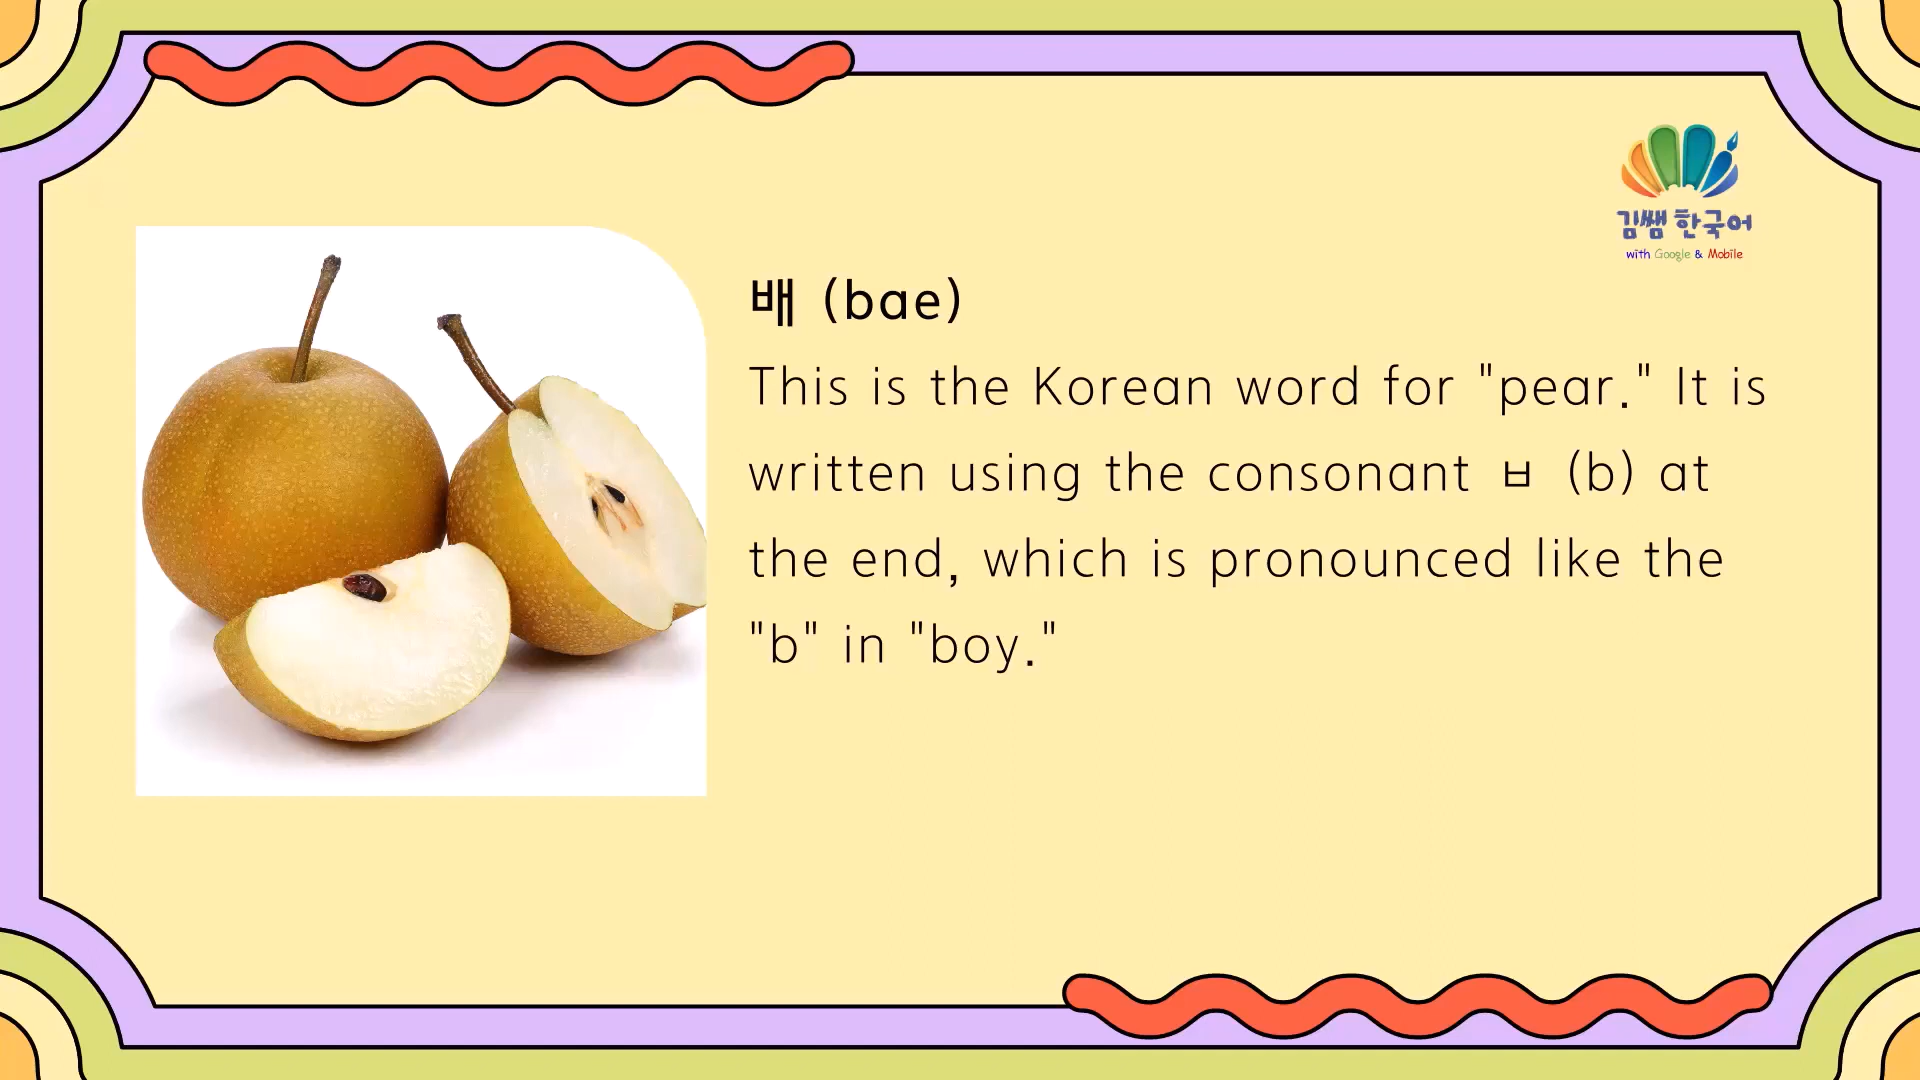 김쌤 한국어
with Google & Mobile
배 (bae)
This is the Korean word for "pear." It is
written using the consonant ㅂ (b) at
the end, which is pronounced like the
"b" in "boy."